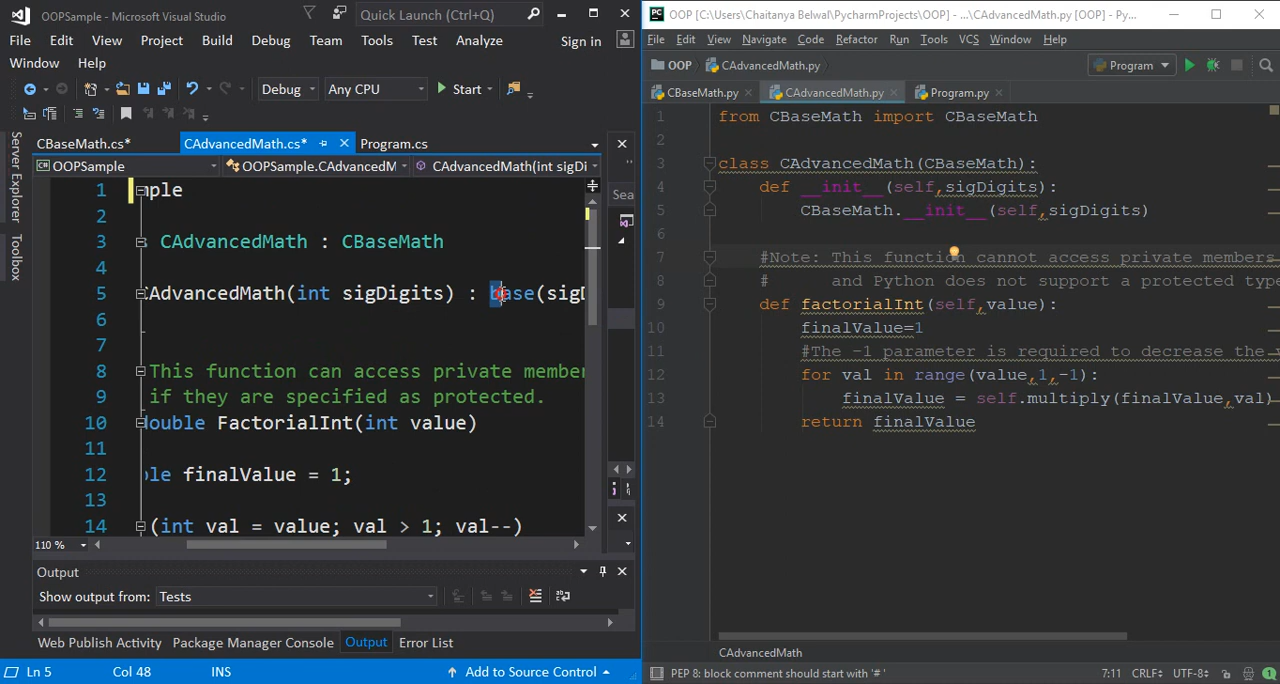 OOPSample - Microsoft Visual Studio
Quick Launch (Ctrl+Q)
File Edit View Project Build Debug Team Tools Test Analyze Sign in
Window Help
Debug Any CPU Start
CBaseMath.cs* CAdvancedMath.cs* Program.cs
OOPSample OOPSample.CAdvancedM CAdvancedMath(int sigDi
Server Explorer
Toolbox
Sea
1 mple
2
3 CAdvancedMath : CBaseMath
4
5 AdvancedMath(int sigDigits) : base(sigD
6
7
8 This function can access private member
9 if they are specified as protected.
10 double FactorialInt(int value)
11
12 ble finalValue = 1;
13
14 (int val = value; val > 1; val--)
110 %
Output
Show output from: Tests
Web Publish Activity Package Manager Console Output Error List
Ln 5 Col 48 INS Add to Source Control
OOP [C:\Users\Chaitanya Belwal\PycharmProjects\OOP] - ...\CAdvancedMath.py [OOP] - Py...
File Edit View Navigate Code Refactor Run Tools VCS Window Help
OOP CAdvancedMath.py Program
CBaseMath.py CAdvancedMath.py Program.py
1 from CBaseMath import CBaseMath
2
3 class CAdvancedMath(CBaseMath):
4 def __init__(self,sigDigits):
5 CBaseMath.__init__(self,sigDigits)
6
7 #Note: This function cannot access private members
8 # and Python does not support a protected type
9 def factorialInt(self,value):
10 finalValue=1
11 #The -1 parameter is required to decrease the v
12 for val in range(value,1,-1):
13 finalValue = self.multiply(finalValue,val)
14 return finalValue
CAdvancedMath
PEP 8: block comment should start with '# ' 7:11 CRLF UTF-8 1